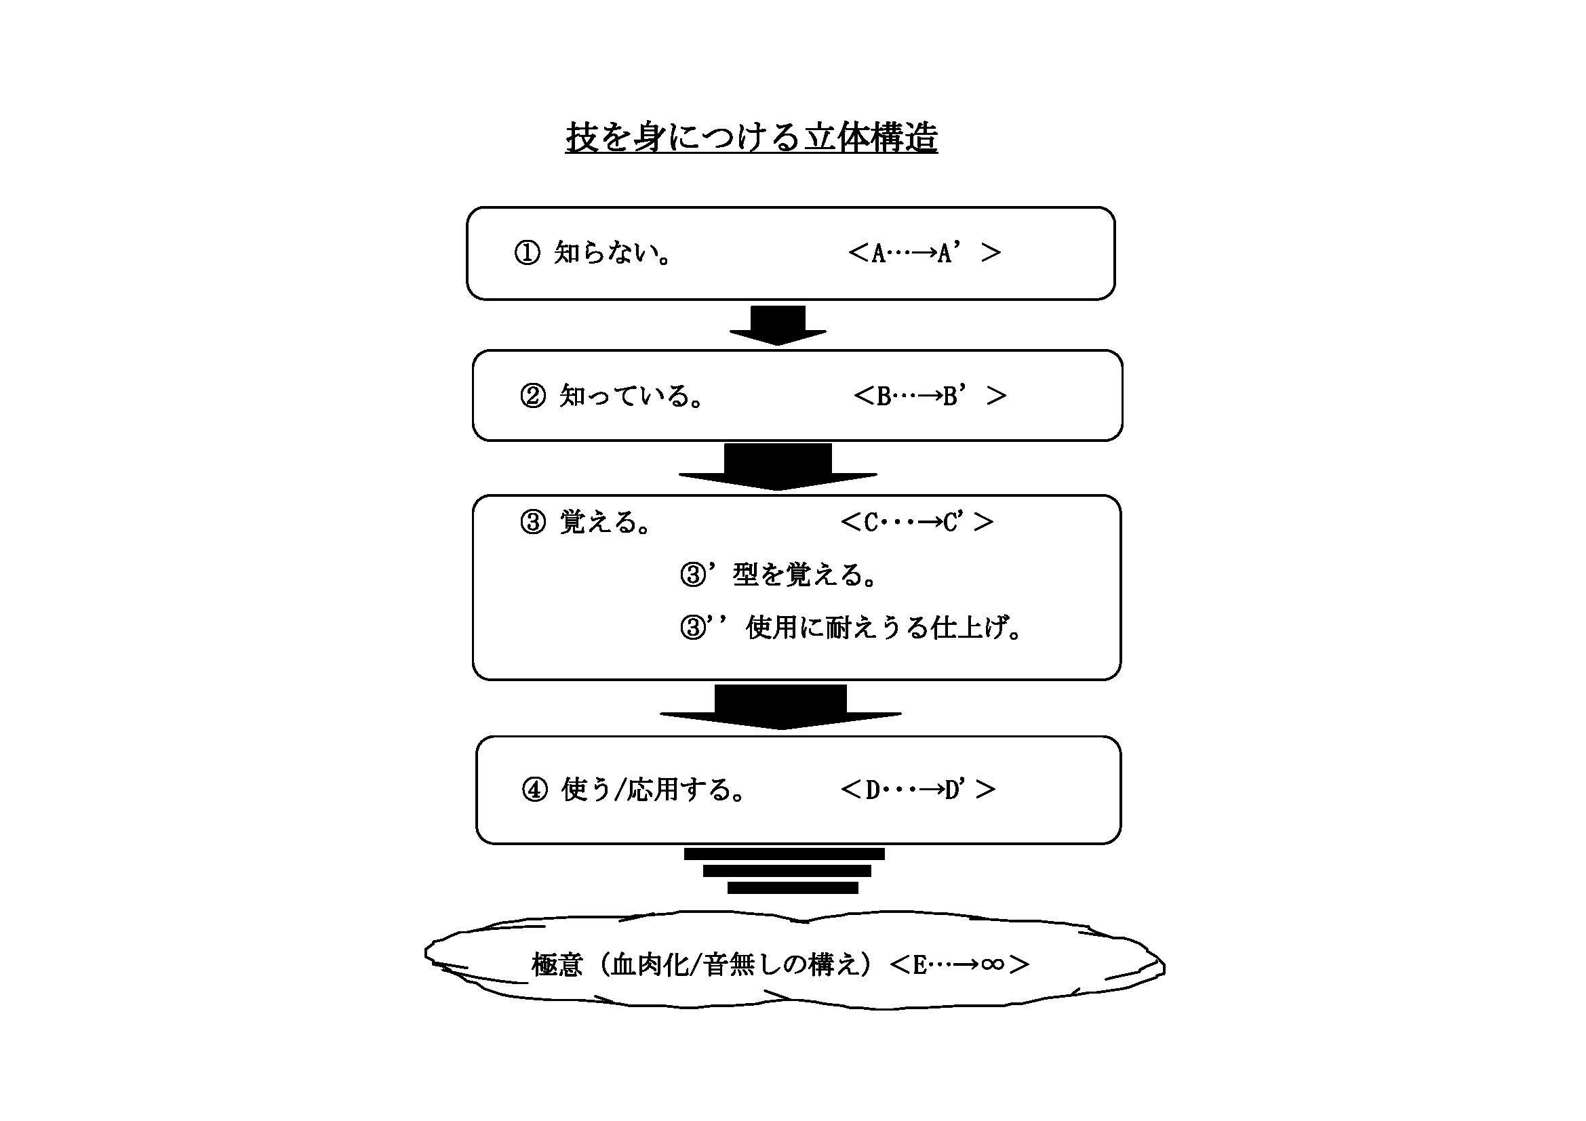 技を身につける立体構造
① 知らない。 ＜A…→A’ ＞
② 知っている。 ＜B…→B’ ＞
③ 覚える。 ＜C・・・→C'＞
③’ 型を覚える。
③’’ 使用に耐えうる仕上げ。
④ 使う/応用する。 ＜D・・・→D'＞
極意（血肉化/音無しの構え）＜E…→∞＞